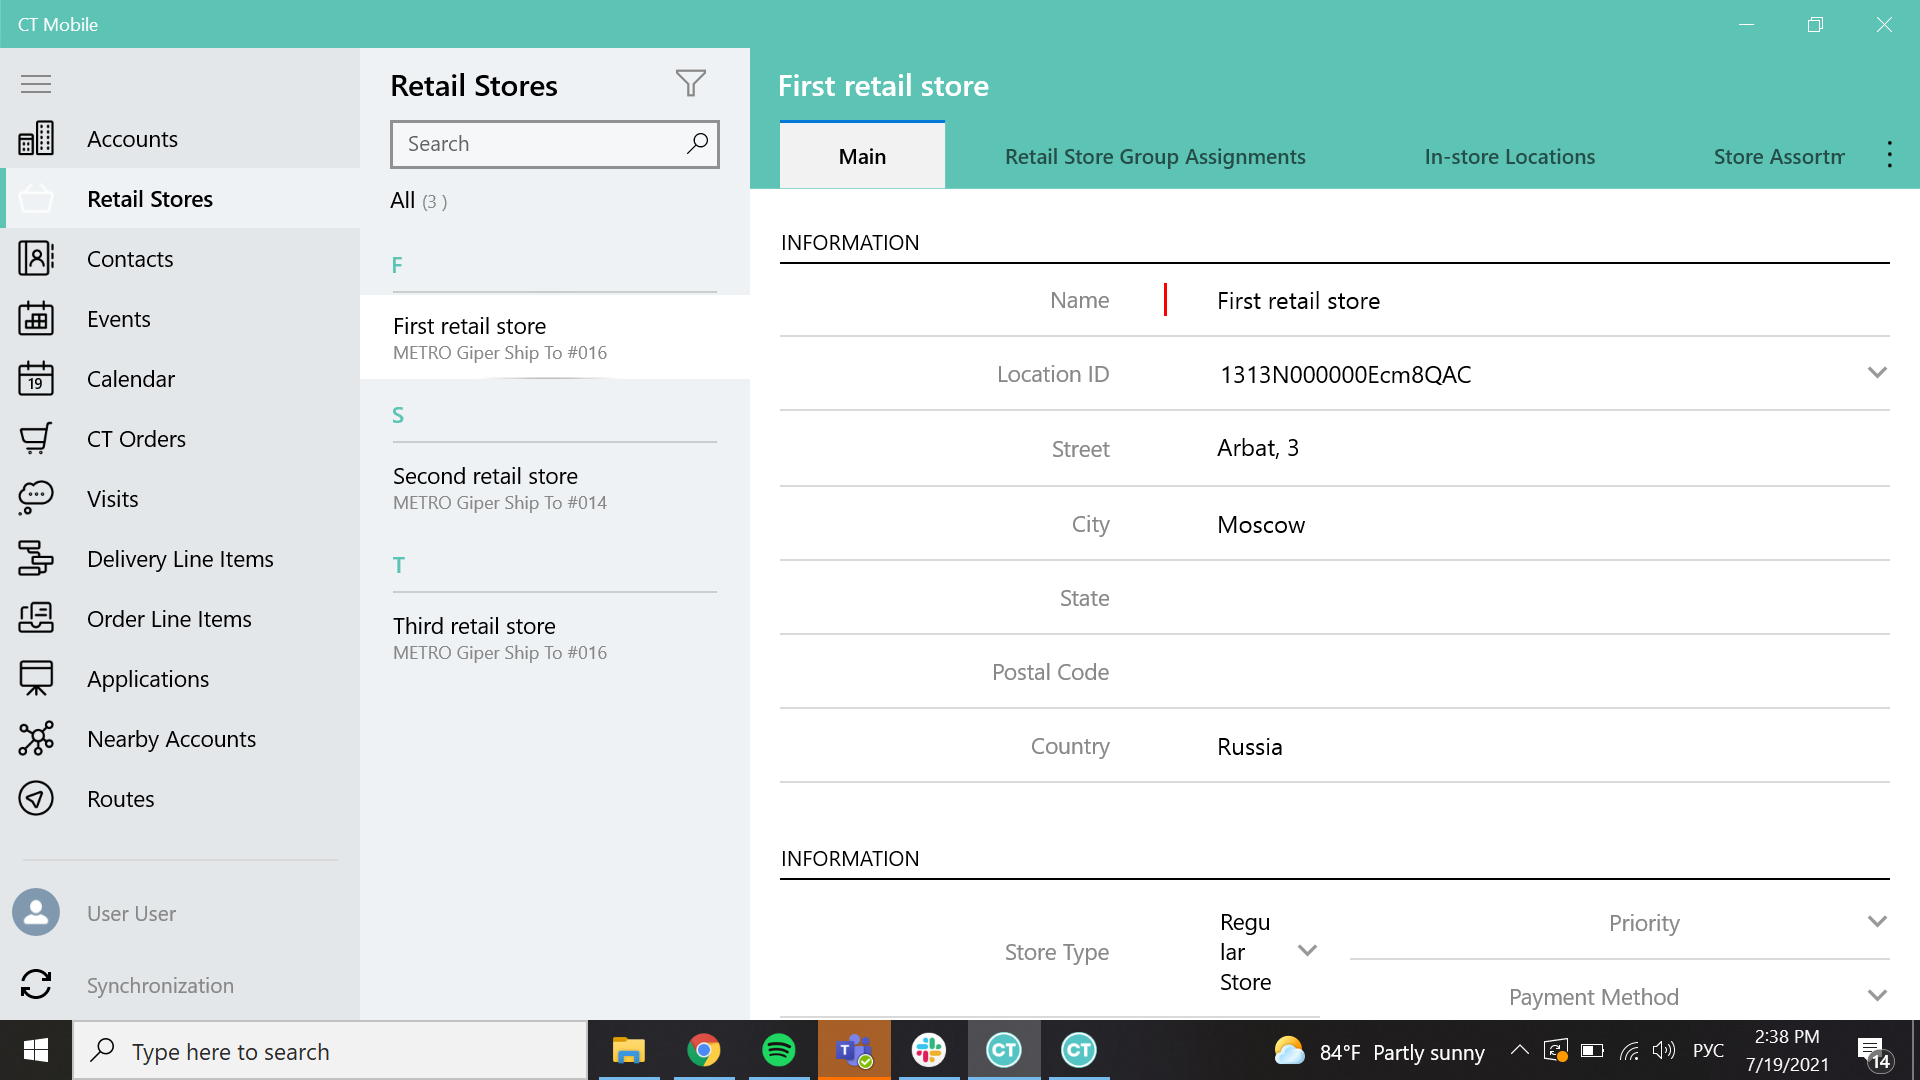 CT Mobile
Accounts
Retail Stores
Contacts
Events
19
Calendar
CT Orders
Visits
Delivery Line Items
Order Line Items
Applications
Nearby Accounts
Routes
User User
Synchronization
Retail Stores
Search
All (3 )
F
First retail store
METRO Giper Ship To #016
S
Second retail store
METRO Giper Ship To #014
T
Third retail store
METRO Giper Ship To #016
First retail store
Main
Retail Store Group Assignments
In-store Locations
Store Assortm
INFORMATION
Name
First retail store
Location ID
1313N000000Ecm8QAC
Street
Arbat, 3
City
Moscow
State
Postal Code
Country
Russia
INFORMATION
Store Type
Regu
lar
Store
Priority
Payment Method
Type here to search
T
CT
CT
84°F Partly sunny
РУС
2:38 PM
7/19/2021
14